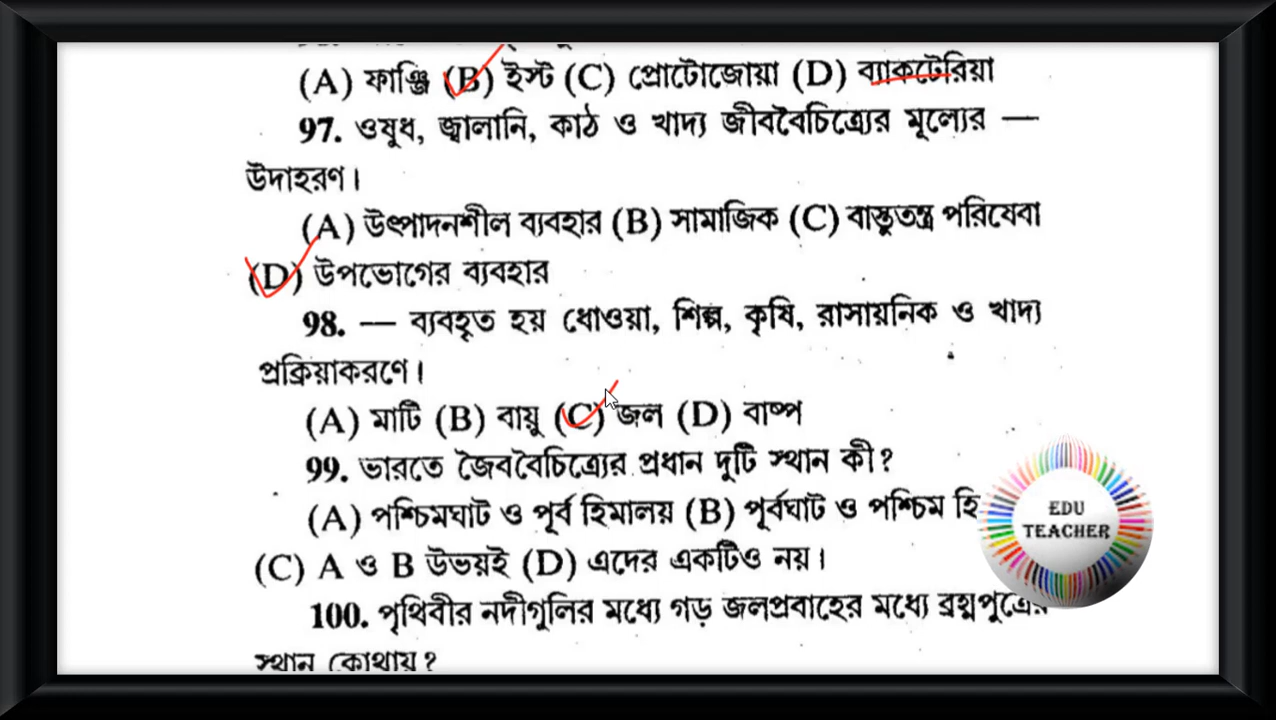 (A) ফাঞ্জি (B) ইস্ট (C) প্রোটোজোয়া (D) ব্যাকটেরিয়া
97. ওষুধ, জ্বালানি, কাঠ ও খাদ্য জীববৈচিত্র্যের মূল্যের —
উদাহরণ।
(A) উৎপাদনশীল ব্যবহার (B) সামাজিক (C) বাস্তুতন্ত্র পরিষেবা
(D) উপভোগের ব্যবহার
98. — ব্যবহৃত হয় ধোওয়া, শিল্প, কৃষি, রাসায়নিক ও খাদ্য
প্রক্রিয়াকরণে।
(A) মাটি (B) বায়ু (C) জল (D) বাষ্প
99. ভারতে জৈববৈচিত্র্যের প্রধান দুটি স্থান কী?
(A) পশ্চিমঘাট ও পূর্ব হিমালয় (B) পূর্বঘাট ও পশ্চিম হি
(C) A ও B উভয়ই (D) এদের একটিও নয়।
100. পৃথিবীর নদীগুলির মধ্যে গড় জলপ্রবাহের মধ্যে ব্রহ্মপুত্রের
স্থান কোথায়?
EDU
TEACHER